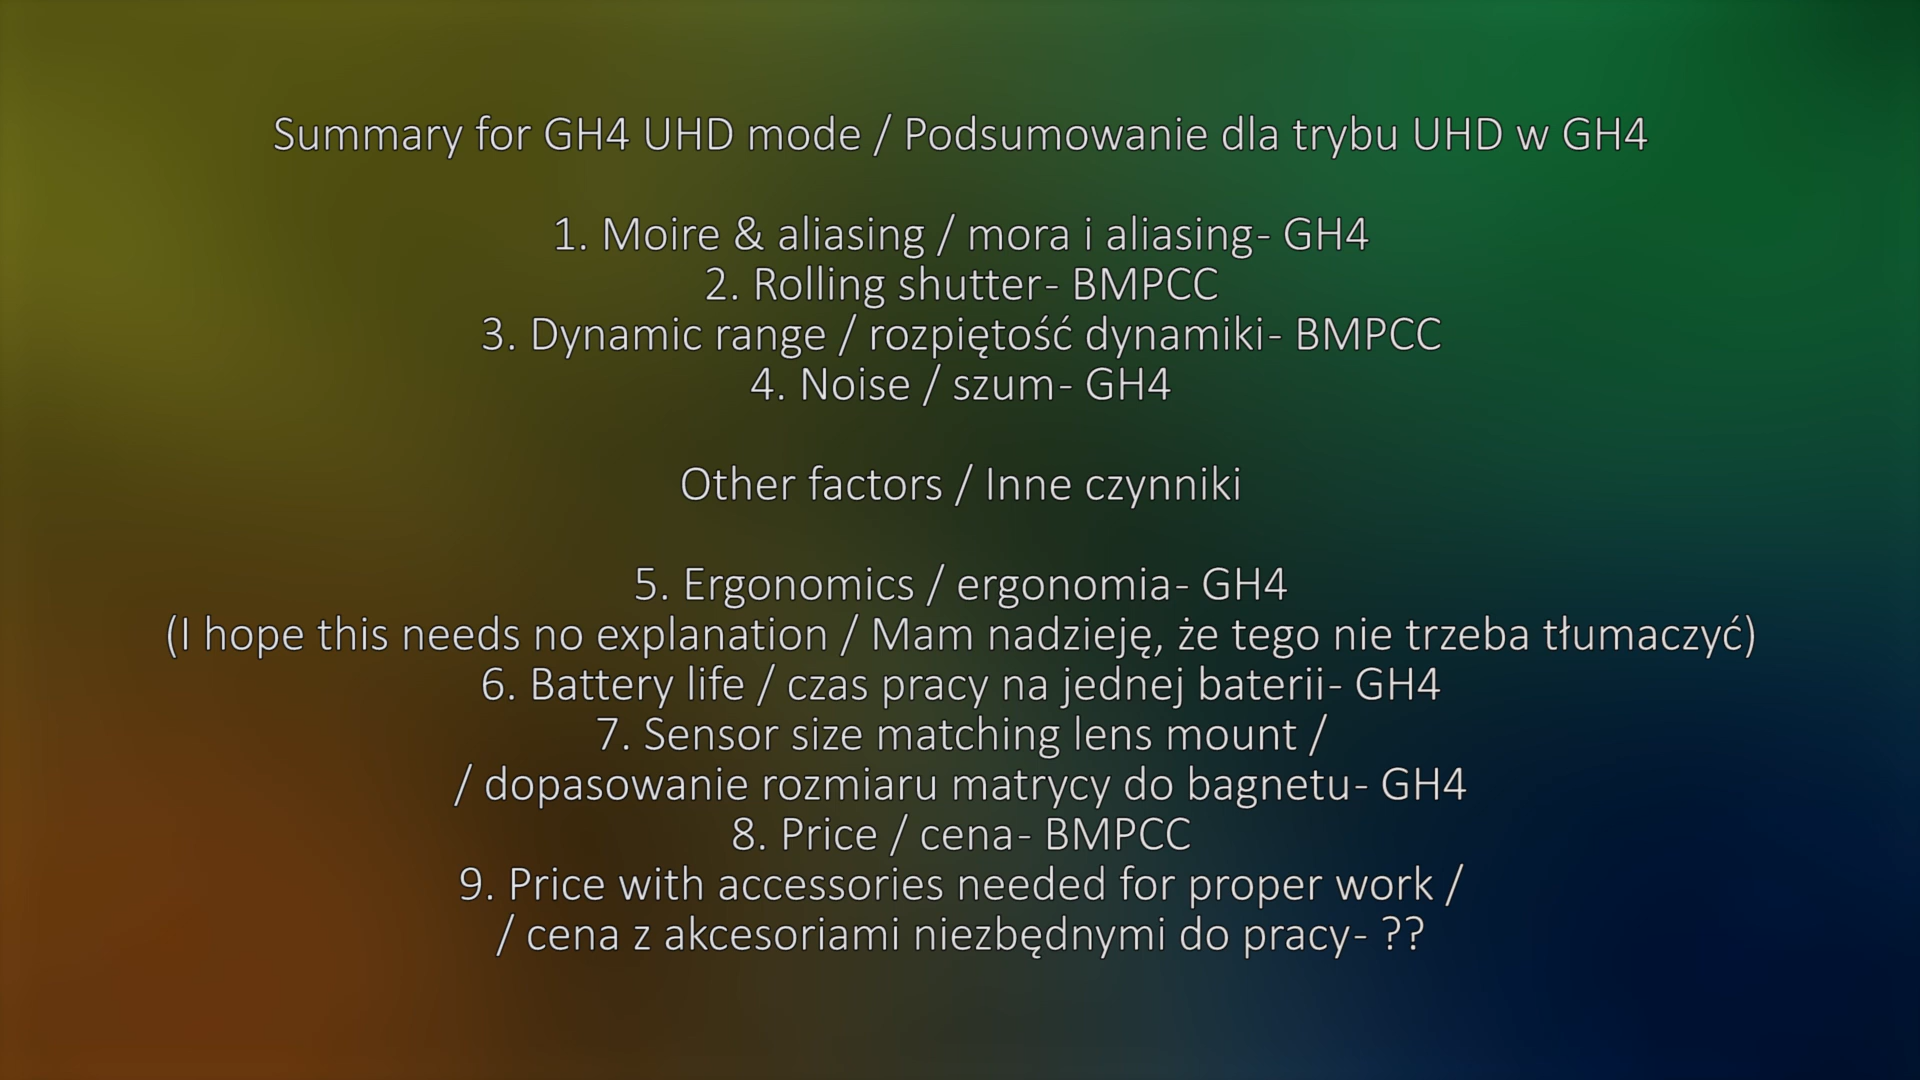 Summary for GH4 UHD mode / Podsumowanie dla trybu UHD w GH4
1. Moire & aliasing / mora i aliasing- GH4
2. Rolling shutter- BMPCC
3. Dynamic range / rozpiętość dynamiki- BMPCC
4. Noise / szum- GH4
Other factors / Inne czynniki
5. Ergonomics / ergonomia- GH4
(I hope this needs no explanation / Mam nadzieję, że tego nie trzeba tłumaczyć)
6. Battery life / czas pracy na jednej baterii- GH4
7. Sensor size matching lens mount /
/ dopasowanie rozmiaru matrycy do bagnetu- GH4
8. Price / cena- BMPCC
9. Price with accessories needed for proper work /
/ cena z akcesoriami niezbędnymi do pracy- ??